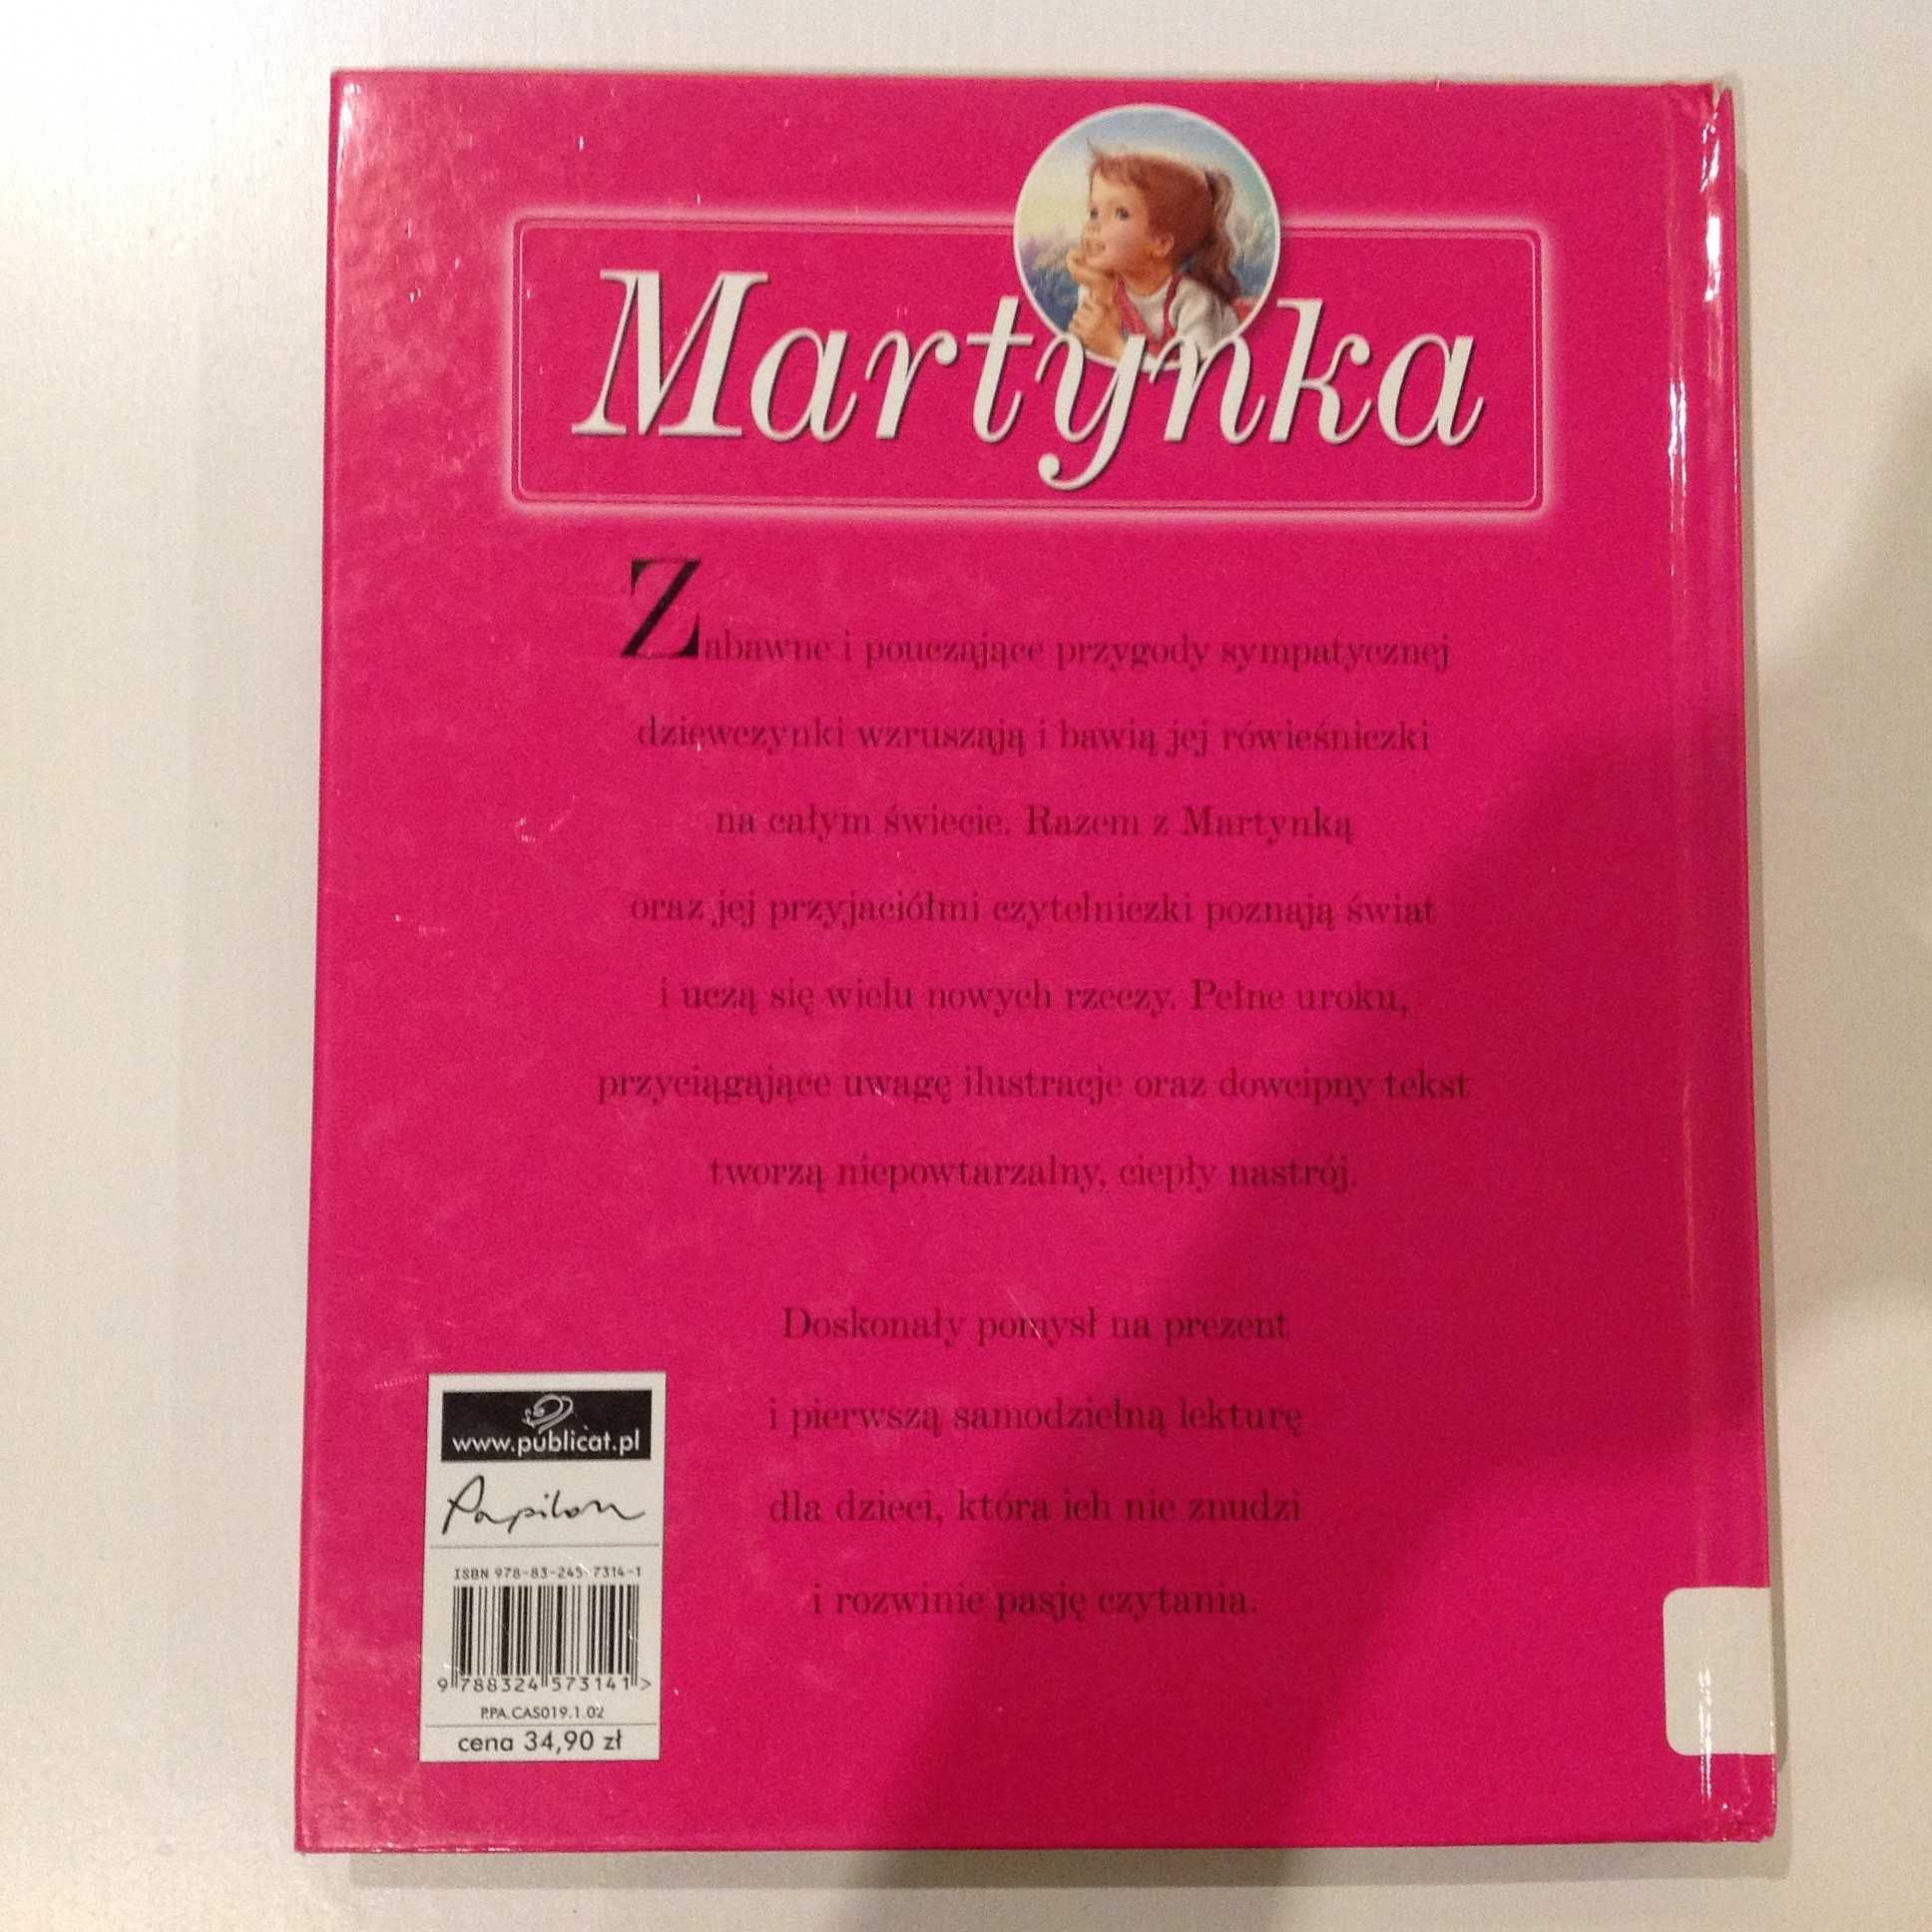 Martynka
Zabawne i pouczające przygody sympatycznej
dziewczynki wzruszają i bawią jej rówieśniczki
na całym świecie. Razem z Martynką
oraz jej przyjaciółmi czytelniczki poznają świat
i uczą się wielu nowych rzeczy. Pełne uroku,
przyciągające uwagę ilustracje oraz dowcipny tekst
tworzą niepowtarzalny, ciepły nastrój.
Doskonały pomysł na prezent
i pierwszą samodzielną lekturę
dla dzieci, która ich nie znudzi
i rozwinie pasję czytania.
www.publicat.pl
Papilon
ISBN 978-83-245-7314-1
9 788324 573141 >
P.PA.CAS019.1.02
cena 34,90 zł